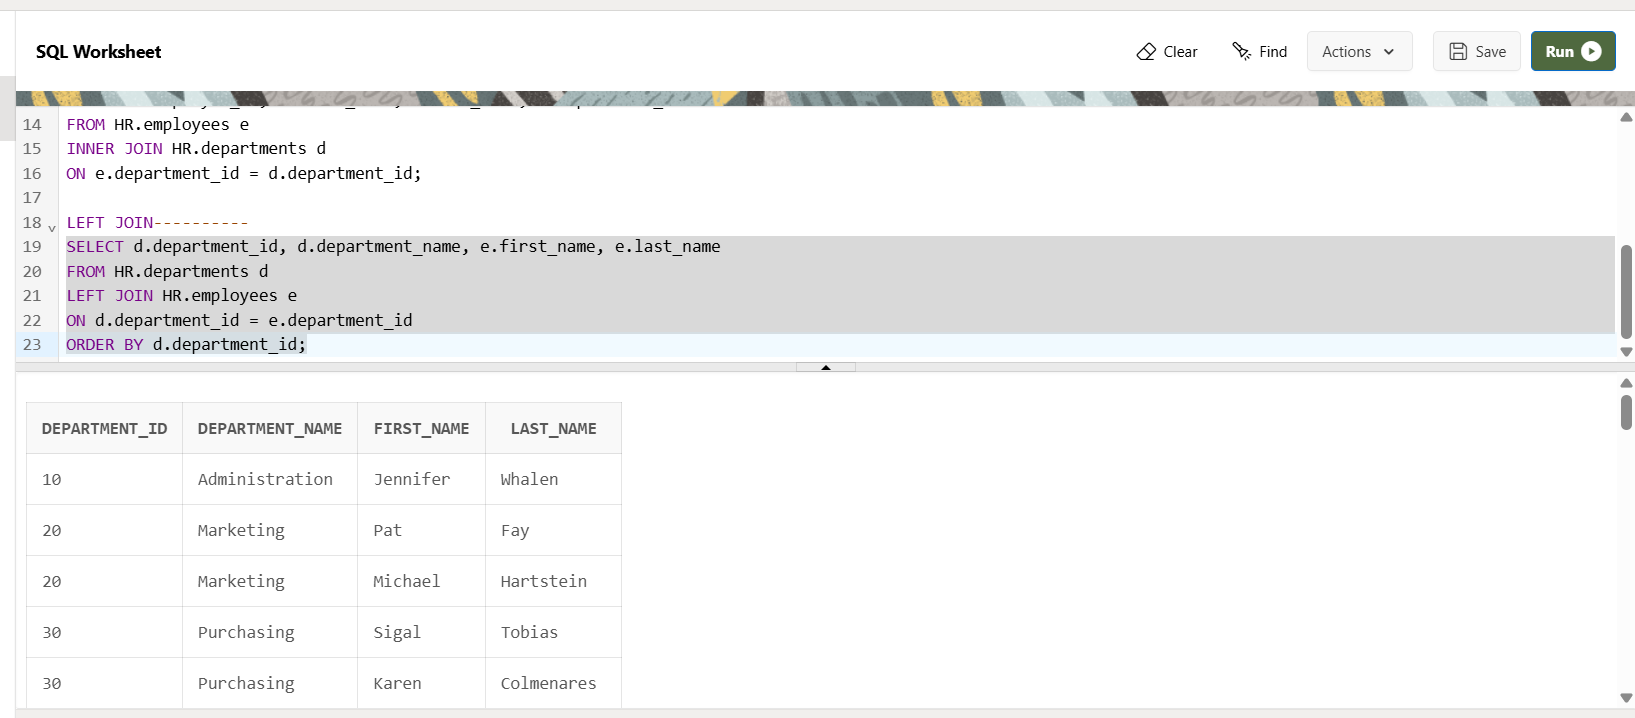 SQL Worksheet
Clear
Find
Actions
Save
Run
14 FROM HR.employees e
15 INNER JOIN HR.departments d
16 ON e.department_id = d.department_id;
17
18 LEFT JOIN----------
19 SELECT d.department_id, d.department_name, e.first_name, e.last_name
20 FROM HR.departments d
21 LEFT JOIN HR.employees e
22 ON d.department_id = e.department_id
23 ORDER BY d.department_id;
DEPARTMENT_ID DEPARTMENT_NAME FIRST_NAME LAST_NAME
10 Administration Jennifer Whalen
20 Marketing Pat Fay
20 Marketing Michael Hartstein
30 Purchasing Sigal Tobias
30 Purchasing Karen Colmenares